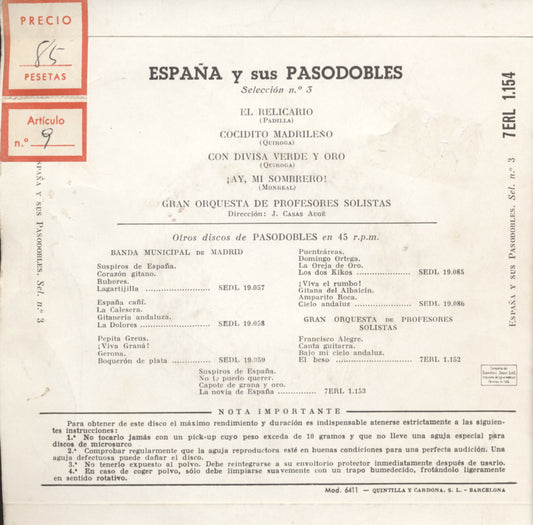 PRECIO
85
PESETAS
Artículo
n.º 9
ESPAÑA y sus PASODOBLES
Selección n.º 3
EL RELICARIO
(PADILLA)
COCIDITO MADRILEÑO
(QUIROGA)
CON DIVISA VERDE Y ORO
(QUIROGA)
¡AY, MI SOMBRERO!
(MONREAL)
GRAN ORQUESTA DE PROFESORES SOLISTAS
Dirección: J. CASAS AUGÉ
Otros discos de PASODOBLES en 45 r.p.m.
BANDA MUNICIPAL DE MADRID
Suspiros de España.
Corazón gitano.
Rubores.
Lagartijilla .................... SEDL 19.057
España cañí.
La Calesera.
Gitanería andaluza.
La Dolores .................... SEDL 19.058
Pepita Greus.
¡Viva Graná!
Gerona.
Boquerón de plata ............ SEDL 19.059
Puenteáreas.
Domingo Ortega.
La Oreja de Oro.
Los dos Kikos .................... SEDL 19.085
¡Viva el rumbo!
Gitana del Albaicín.
Amparito Roca.
Cielo andaluz .................... SEDL 19.086
GRAN ORQUESTA DE PROFESORES
SOLISTAS
Francisco Alegre.
Canta guitarra.
Bajo mi cielo andaluz.
El beso .................... 7ERL 1.152
Suspiros de España.
No te puedo querer.
Capote de grana y oro.
La novia de España .......... 7ERL 1.153
NOTA IMPORTANTE
Para obtener de este disco el máximo rendimiento y duración es indispensable atenerse estrictamente a las siguien-
tes instrucciones:
1.ª No tocarlo jamás con un pick-up cuyo peso exceda de 10 gramos y que no lleve una aguja especial para
discos de microsurco
2.ª Comprobar regularmente que la aguja reproductora esté en buenas condiciones para una perfecta audición. Una
aguja defectuosa puede dañar el disco.
3.ª No tenerlo expuesto al polvo. Debe reintegrarse a su envoltorio protector inmediatamente después de usarlo.
4.ª En caso de coger polvo, sólo debe limpiarse suavemente con un trapo humedecido, frotándolo ligeramente
en sentido rotativo.
Mod. 6411 — QUINTILLA Y CARDONA, S. L. - BARCELONA
ESPAÑA Y SUS PASODOBLES. Sel. n.º 3
7ERL 1.154
ESPAÑA Y SUS PASODOBLES. Sel. n.º 3